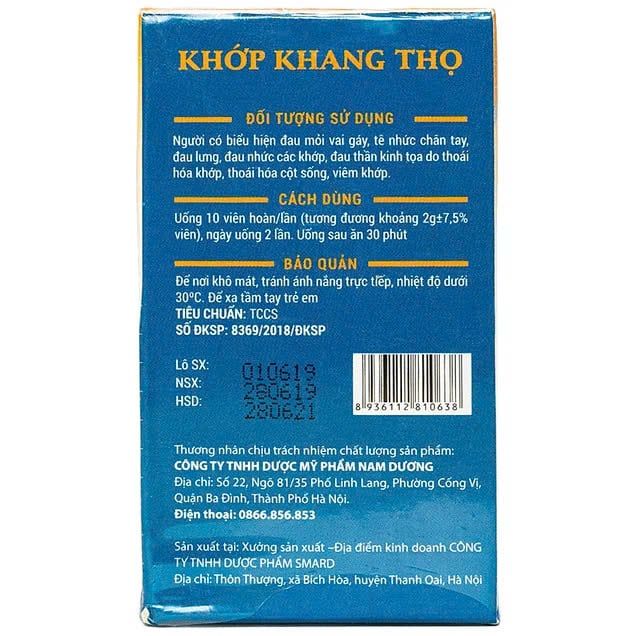 KHỚP KHANG THỌ
ĐỐI TƯỢNG SỬ DỤNG
Người có biểu hiện đau mỏi vai gáy, tê nhức chân tay,
đau lưng, đau nhức các khớp, đau thần kinh tọa do thoái
hóa khớp, thoái hóa cột sống, viêm khớp.
CÁCH DÙNG
Uống 10 viên hoàn/lần (tương đương khoảng 2g±7,5%
viên), ngày uống 2 lần. Uống sau ăn 30 phút
BẢO QUẢN
Để nơi khô mát, tránh ánh nắng trực tiếp, nhiệt độ dưới
30ºC. Để xa tầm tay trẻ em
TIÊU CHUẨN: TCCS
SỐ ĐKSP: 8369/2018/ĐKSP
Lô SX: 010619
NSX: 280619
HSD: 280621
8 936112 810638
Thương nhân chịu trách nhiệm chất lượng sản phẩm:
CÔNG TY TNHH DƯỢC MỸ PHẨM NAM DƯƠNG
Địa chỉ: Số 22, Ngõ 81/35 Phố Linh Lang, Phường Cống Vị,
Quận Ba Đình, Thành Phố Hà Nội.
Điện thoại: 0866.856.853
Sản xuất tại: Xưởng sản xuất –Địa điểm kinh doanh CÔNG
TY TNHH DƯỢC PHẨM SMARD
Địa chỉ: Thôn Thượng, xã Bích Hòa, huyện Thanh Oai, Hà Nội